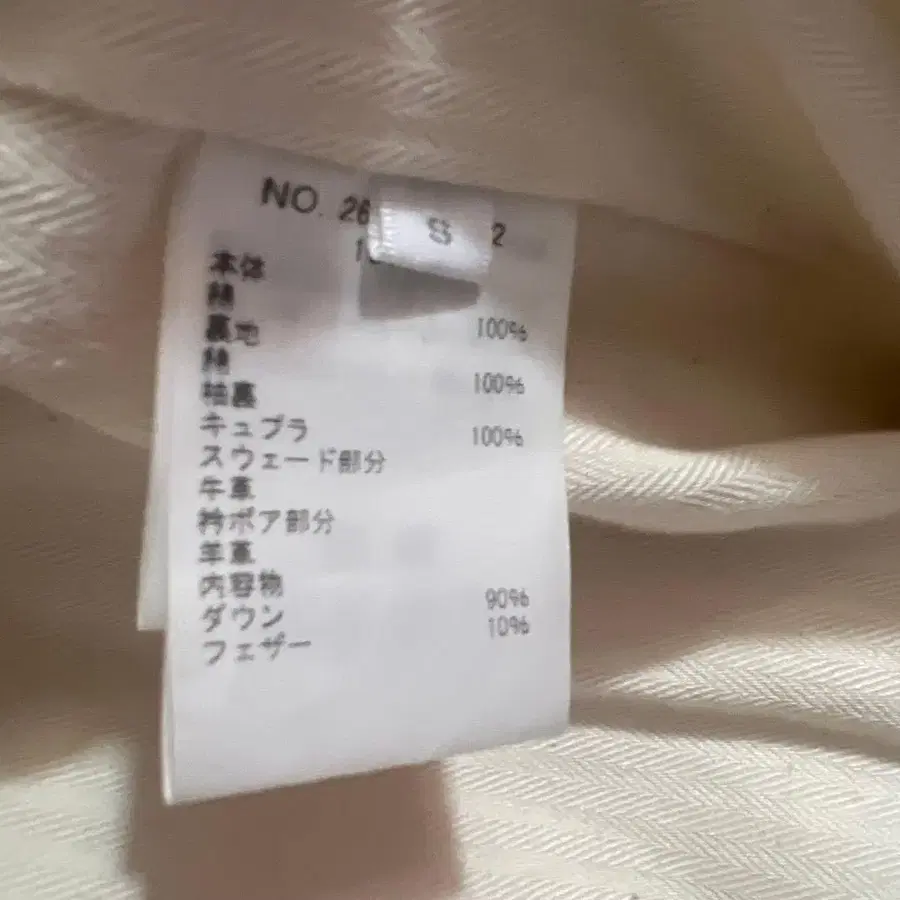 NO. 26 S 2
本体
綿 100%
裏地
綿 100%
袖裏
キュプラ 100%
スウェード部分
牛革
衿ボア部分
羊革
内容物
ダウン 90%
フェザー 10%